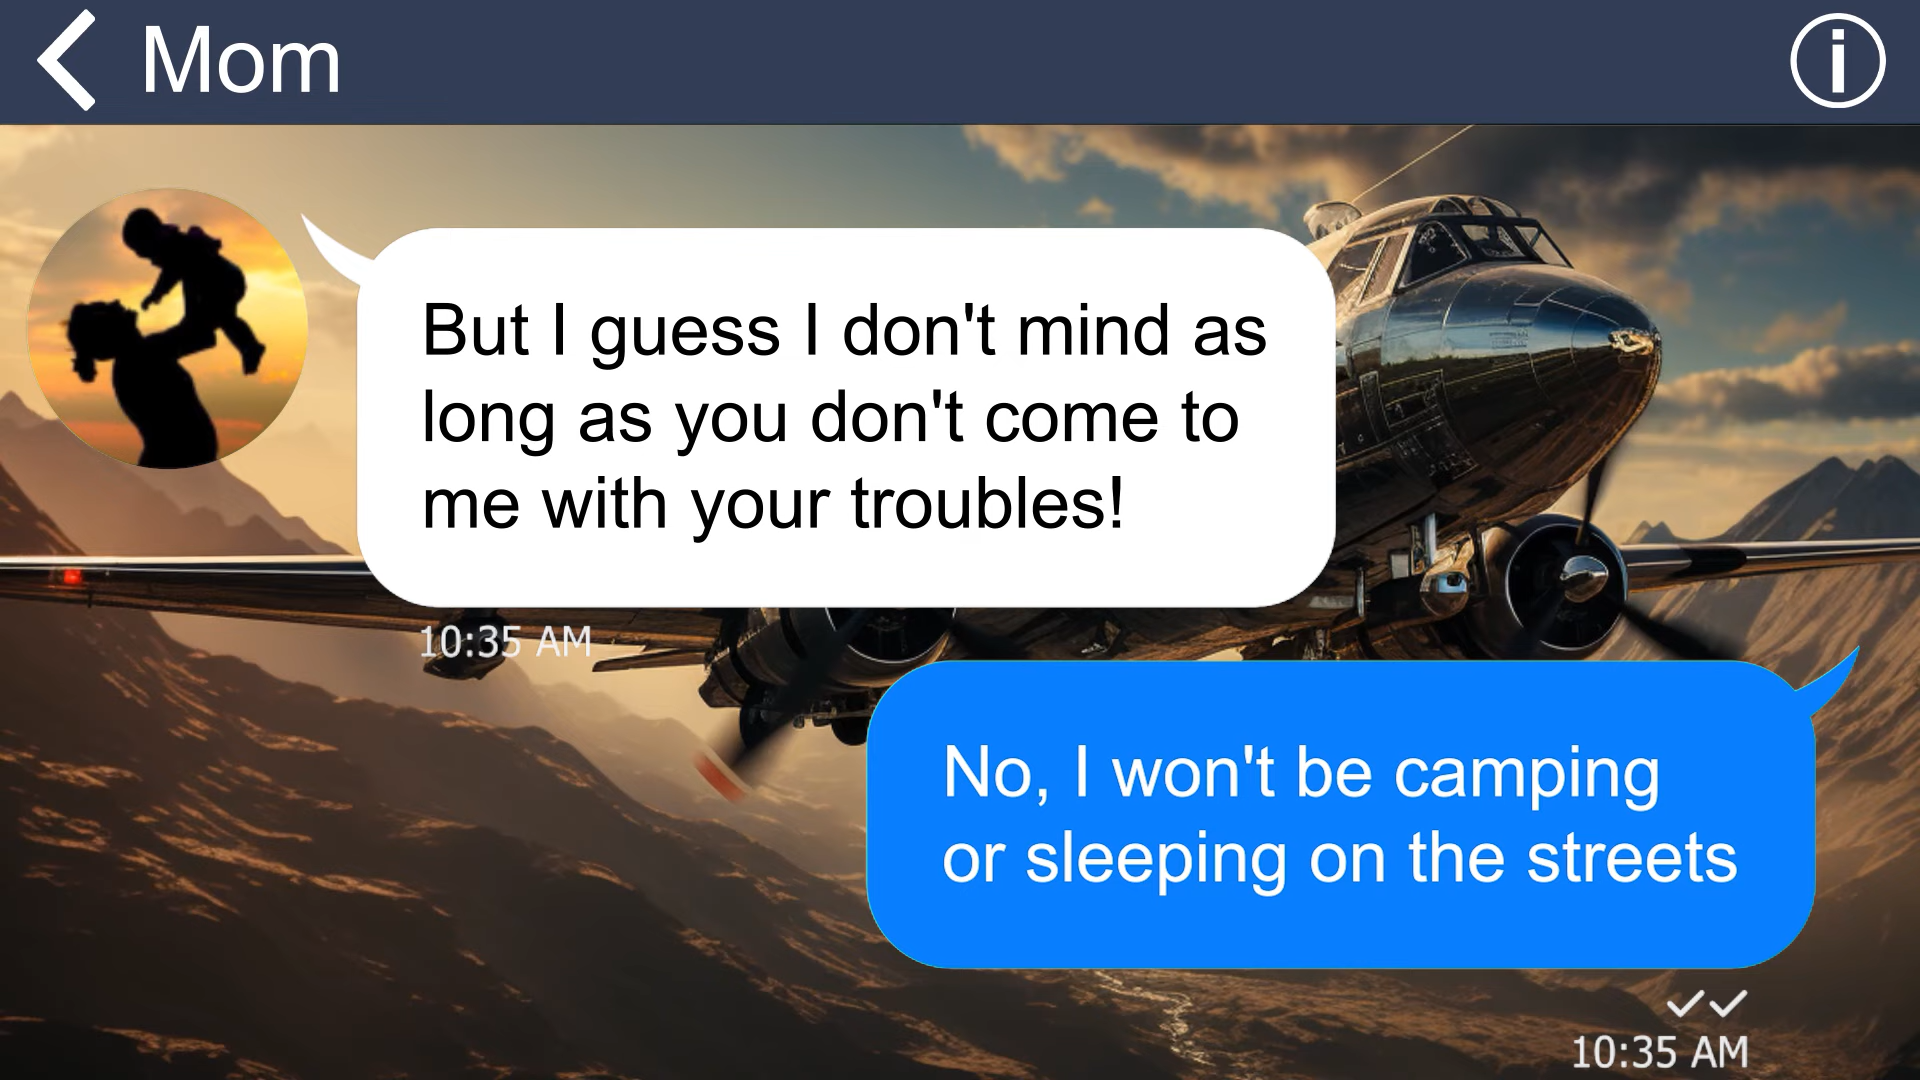 Mom
But I guess I don't mind as
long as you don't come to
me with your troubles!
10:35 AM
No, I won't be camping
or sleeping on the streets
10:35 AM